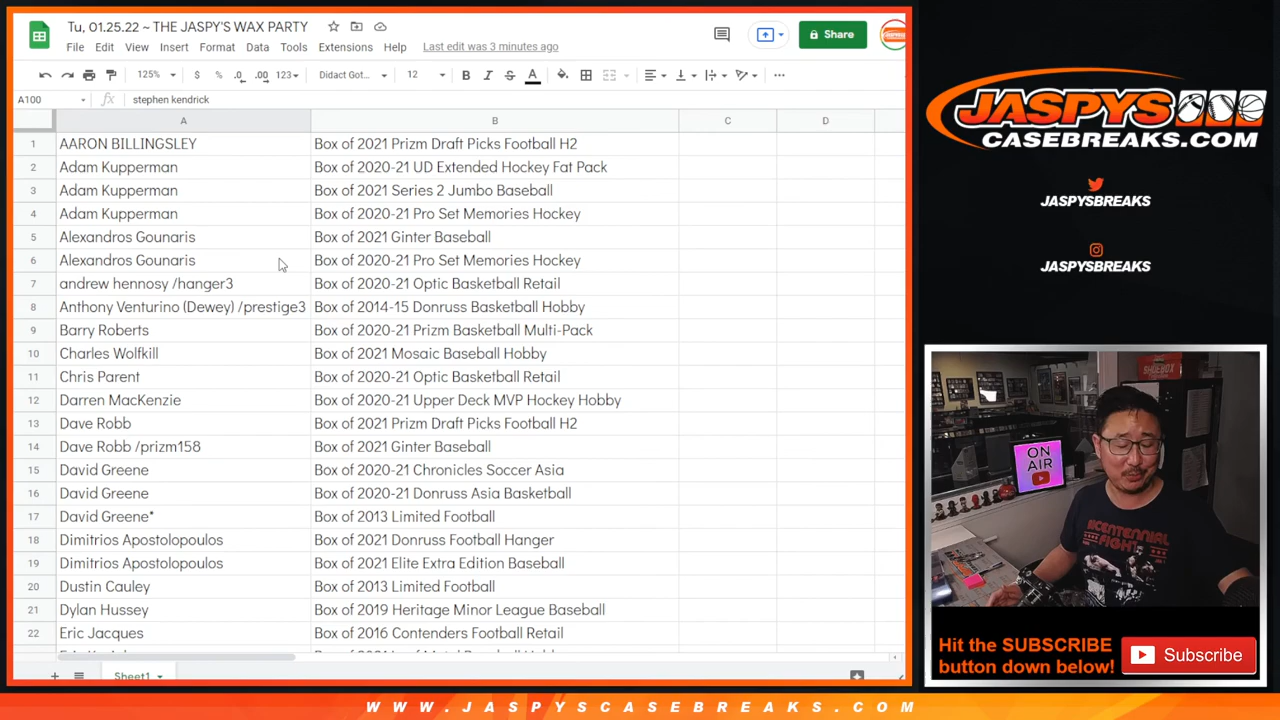 Tu, 01.25.22 ~ THE JASPY'S WAX PARTY
File Edit View Insert Format Data Tools Extensions Help Last edit was 3 minutes ago
Share
125% $ % .0 .00 123 Didact Got... 12 B I S A
A100 fx stephen kendrick
A B C D
1 AARON BILLINGSLEY Box of 2021 Prizm Draft Picks Football H2
2 Adam Kupperman Box of 2020-21 UD Extended Hockey Fat Pack
3 Adam Kupperman Box of 2021 Series 2 Jumbo Baseball
4 Adam Kupperman Box of 2020-21 Pro Set Memories Hockey
5 Alexandros Gounaris Box of 2021 Ginter Baseball
6 Alexandros Gounaris Box of 2020-21 Pro Set Memories Hockey
7 andrew hennosy /hanger3 Box of 2020-21 Optic Basketball Retail
8 Anthony Venturino (Dewey) /prestige3 Box of 2014-15 Donruss Basketball Hobby
9 Barry Roberts Box of 2020-21 Prizm Basketball Multi-Pack
10 Charles Wolfkill Box of 2021 Mosaic Baseball Hobby
11 Chris Parent Box of 2020-21 Optic Basketball Retail
12 Darren MacKenzie Box of 2020-21 Upper Deck MVP Hockey Hobby
13 Dave Robb Box of 2021 Prizm Draft Picks Football H2
14 Dave Robb /prizm158 Box of 2021 Ginter Baseball
15 David Greene Box of 2020-21 Chronicles Soccer Asia
16 David Greene Box of 2020-21 Donruss Asia Basketball
17 David Greene* Box of 2013 Limited Football
18 Dimitrios Apostolopoulos Box of 2021 Donruss Football Hanger
19 Dimitrios Apostolopoulos Box of 2021 Elite Extra Edition Baseball
20 Dustin Cauley Box of 2013 Limited Football
21 Dylan Hussey Box of 2019 Heritage Minor League Baseball
22 Eric Jacques Box of 2016 Contenders Football Retail
Sheet1
JASPYS
CASEBREAKS.COM
JASPYSBREAKS
JASPYSBREAKS
SHOEBOX
ON
AIR
BICENTENNIAL
FIGHT
Hit the SUBSCRIBE
button down below!
Subscribe
WWW.JASPYSCASEBREAKS.COM